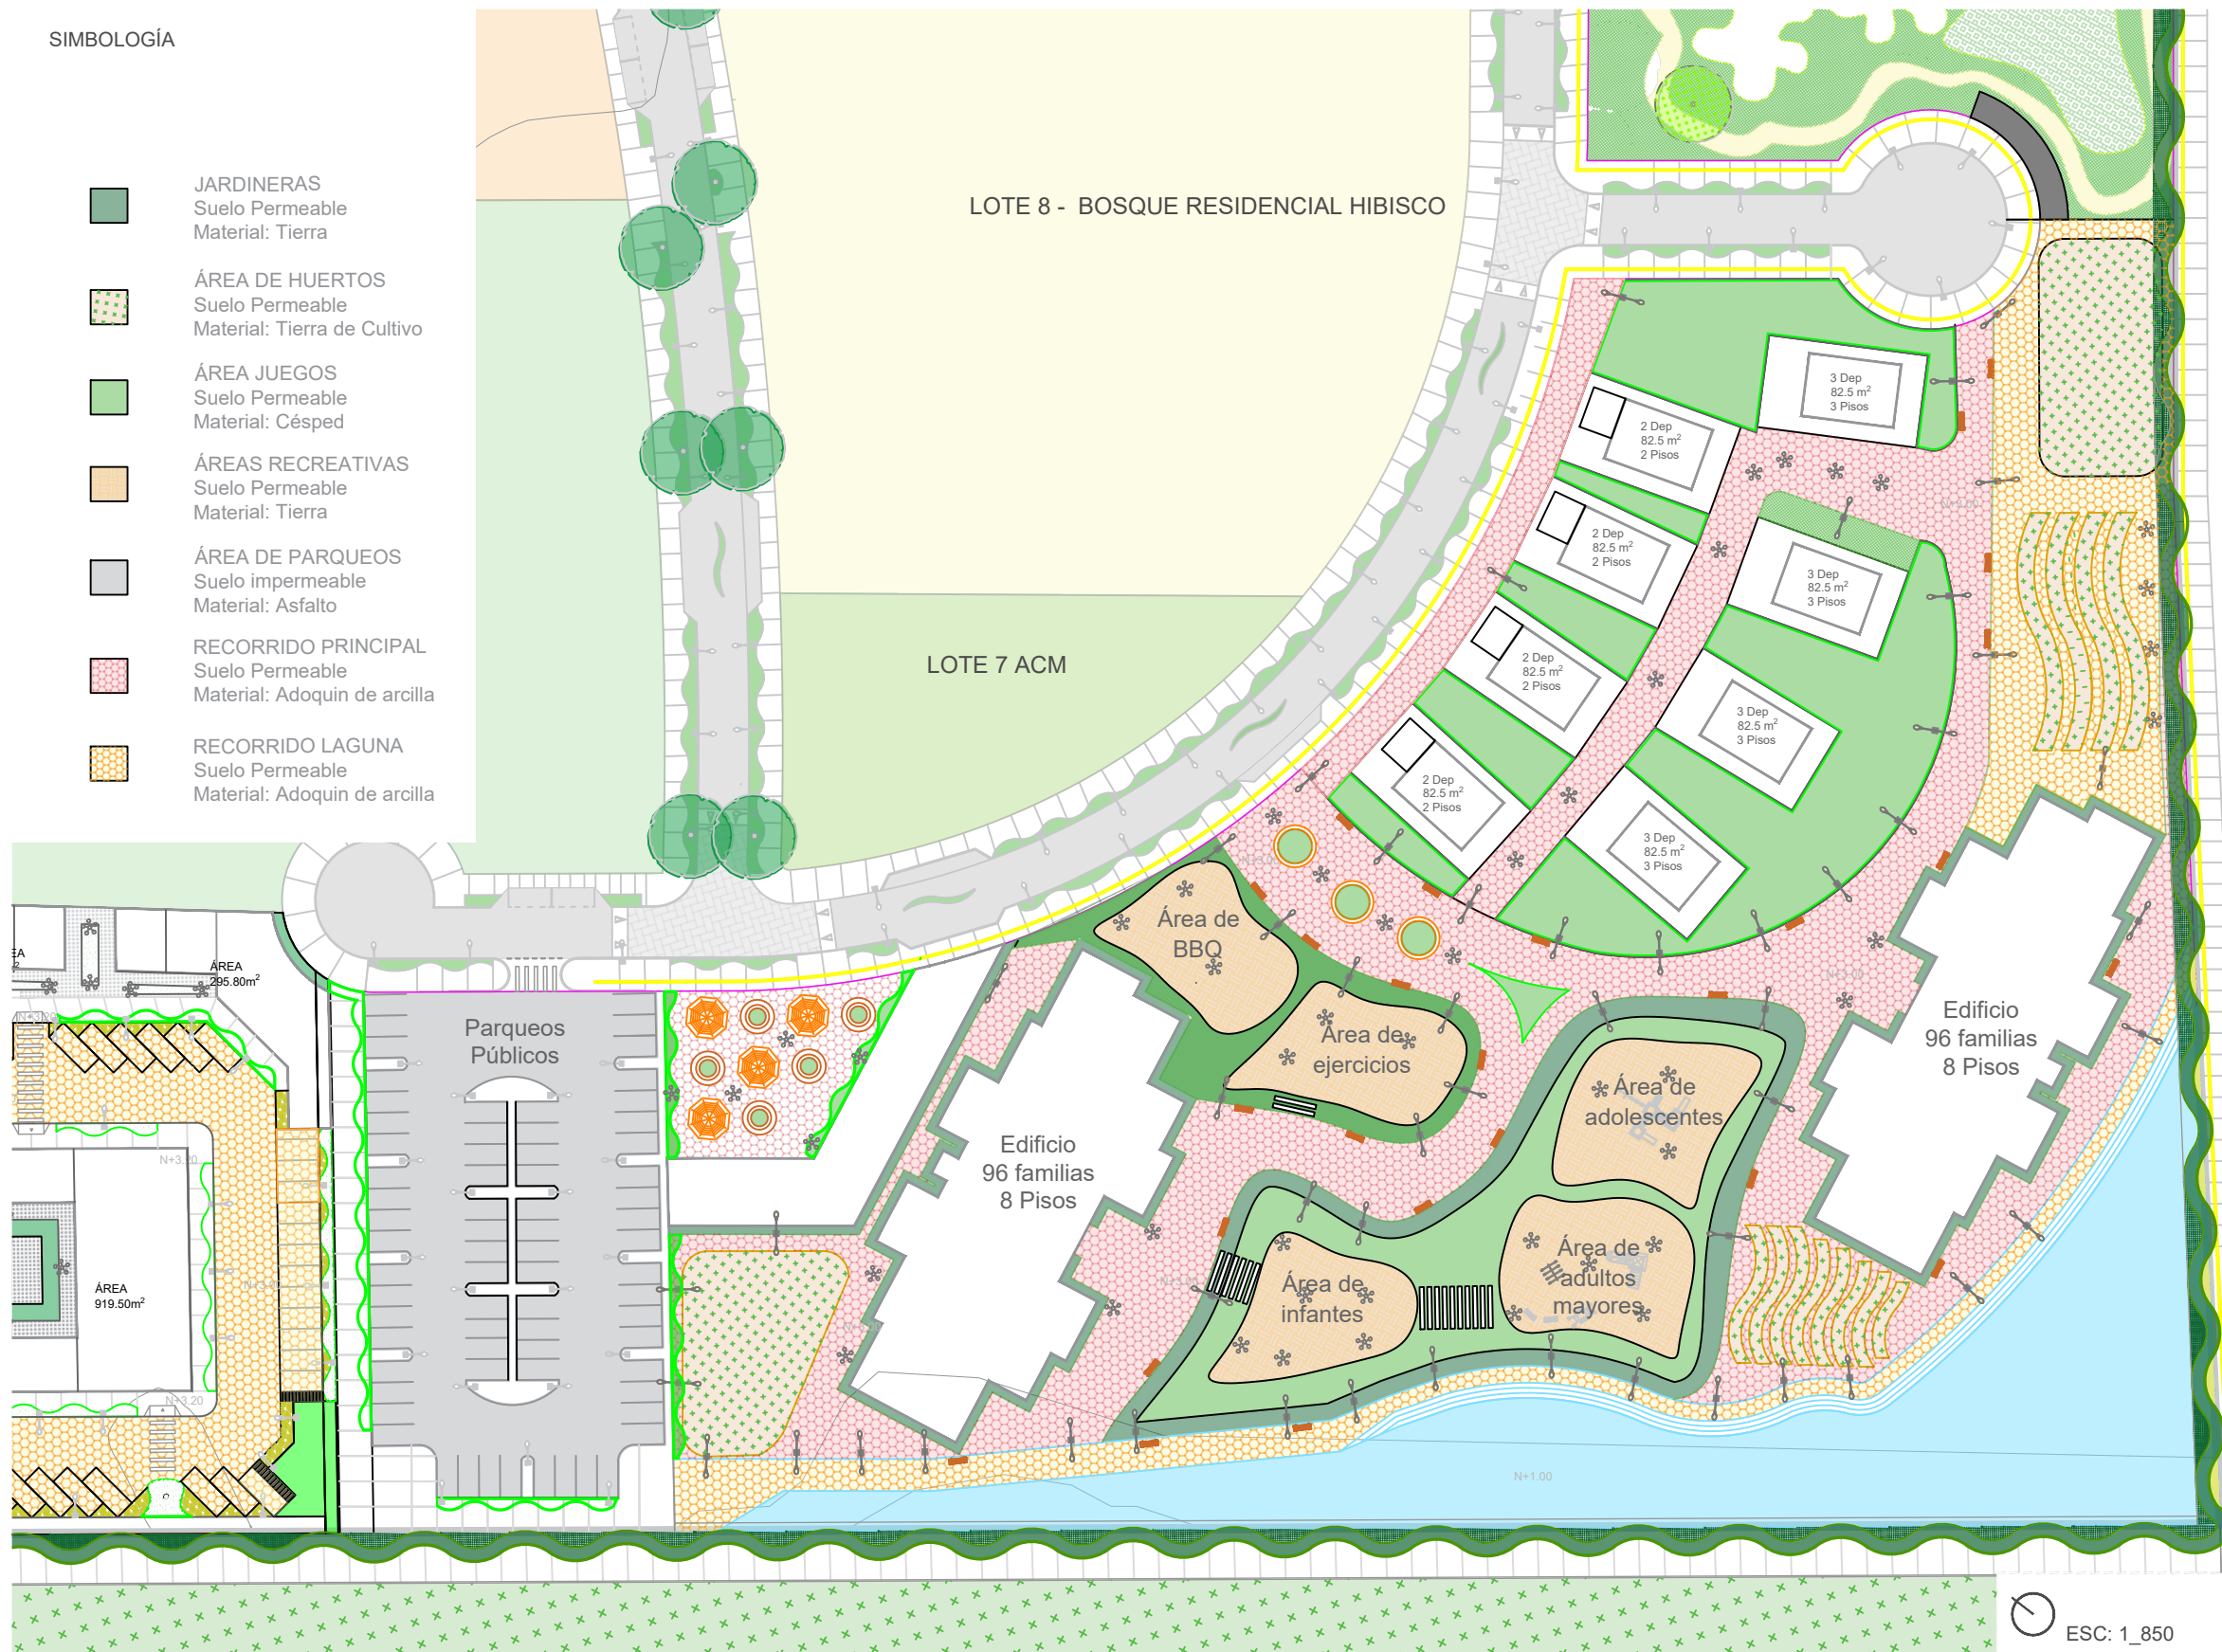 SIMBOLOGÍA
JARDINERAS
Suelo Permeable
Material: Tierra
ÁREA DE HUERTOS
Suelo Permeable
Material: Tierra de Cultivo
ÁREA JUEGOS
Suelo Permeable
Material: Césped
ÁREAS RECREATIVAS
Suelo Permeable
Material: Tierra
ÁREA DE PARQUEOS
Suelo impermeable
Material: Asfalto
RECORRIDO PRINCIPAL
Suelo Permeable
Material: Adoquin de arcilla
RECORRIDO LAGUNA
Suelo Permeable
Material: Adoquin de arcilla
LOTE 8 - BOSQUE RESIDENCIAL HIBISCO
LOTE 7 ACM
3 Dep
82.5 m²
3 Pisos
2 Dep
82.5 m²
2 Pisos
2 Dep
82.5 m²
2 Pisos
3 Dep
82.5 m²
3 Pisos
2 Dep
82.5 m²
2 Pisos
3 Dep
82.5 m²
3 Pisos
2 Dep
82.5 m²
2 Pisos
3 Dep
82.5 m²
3 Pisos
Área de
BBQ
Área de
ejercicios
Área de
adolescentes
Área de
adultos
mayores
Área de
infantes
Edificio
96 familias
8 Pisos
Edificio
96 familias
8 Pisos
Parqueos
Públicos
ÁREA
295.80m²
N+3.20
N+3.20
ÁREA
919.50m²
N+3.20
N+1.00
ESC: 1_850